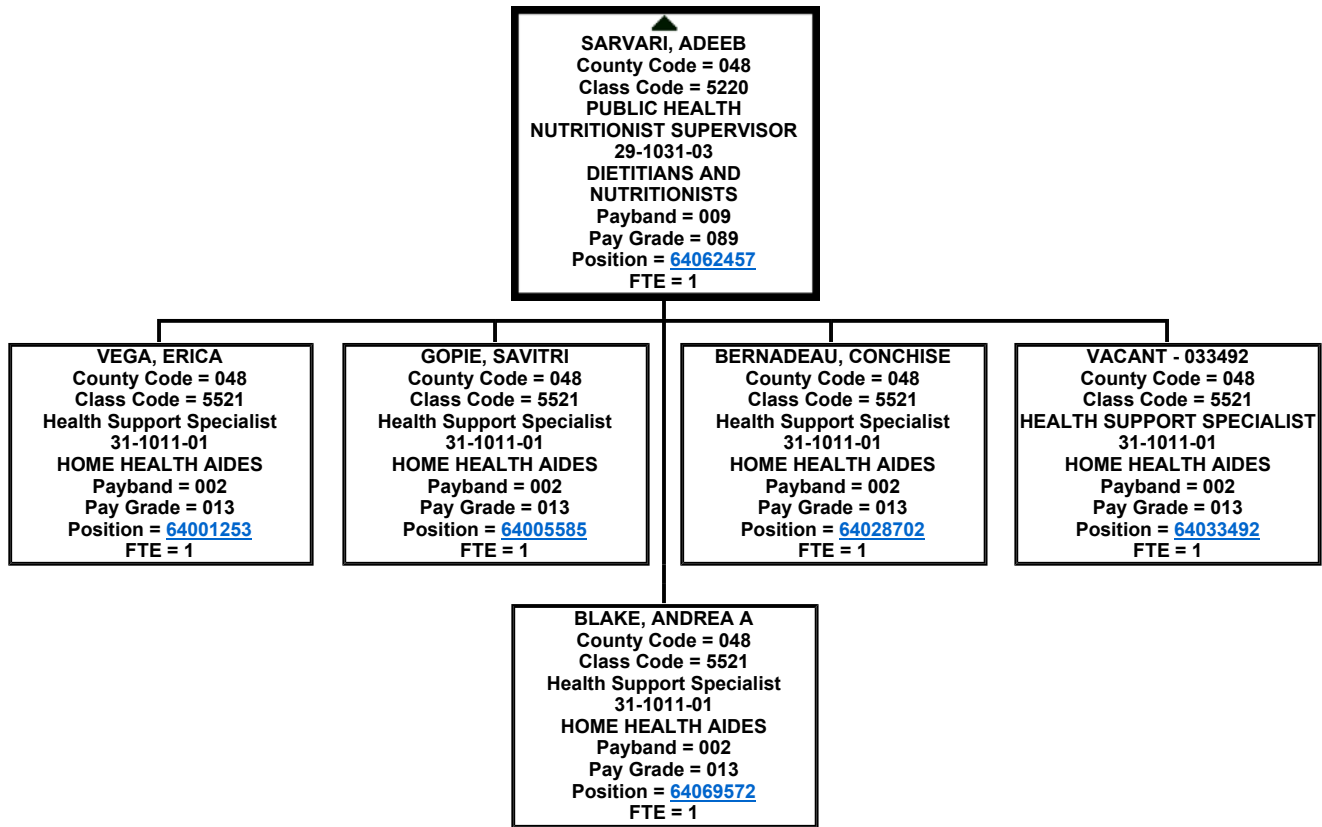 SARVARI, ADEEB
County Code = 048
Class Code = 5220
PUBLIC HEALTH
NUTRITIONIST SUPERVISOR
29-1031-03
DIETITIANS AND
NUTRITIONISTS
Payband = 009
Pay Grade = 089
Position = 64062457
FTE = 1
VEGA, ERICA
County Code = 048
Class Code = 5521
Health Support Specialist
31-1011-01
HOME HEALTH AIDES
Payband = 002
Pay Grade = 013
Position = 64001253
FTE = 1
GOPIE, SAVITRI
County Code = 048
Class Code = 5521
Health Support Specialist
31-1011-01
HOME HEALTH AIDES
Payband = 002
Pay Grade = 013
Position = 64005585
FTE = 1
BERNADEAU, CONCHISE
County Code = 048
Class Code = 5521
Health Support Specialist
31-1011-01
HOME HEALTH AIDES
Payband = 002
Pay Grade = 013
Position = 64028702
FTE = 1
VACANT - 033492
County Code = 048
Class Code = 5521
HEALTH SUPPORT SPECIALIST
31-1011-01
HOME HEALTH AIDES
Payband = 002
Pay Grade = 013
Position = 64033492
FTE = 1
BLAKE, ANDREA A
County Code = 048
Class Code = 5521
Health Support Specialist
31-1011-01
HOME HEALTH AIDES
Payband = 002
Pay Grade = 013
Position = 64069572
FTE = 1